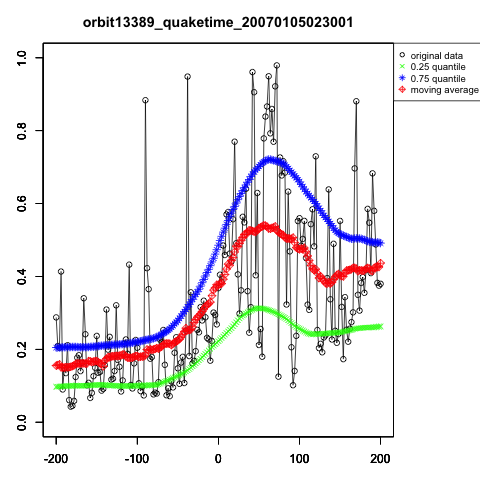 orbit13389_quaketime_20070105023001
original data
0.25 quantile
0.75 quantile
moving average
1.0
0.8
0.6
0.4
0.2
0.0
-200 -100 0 100 200